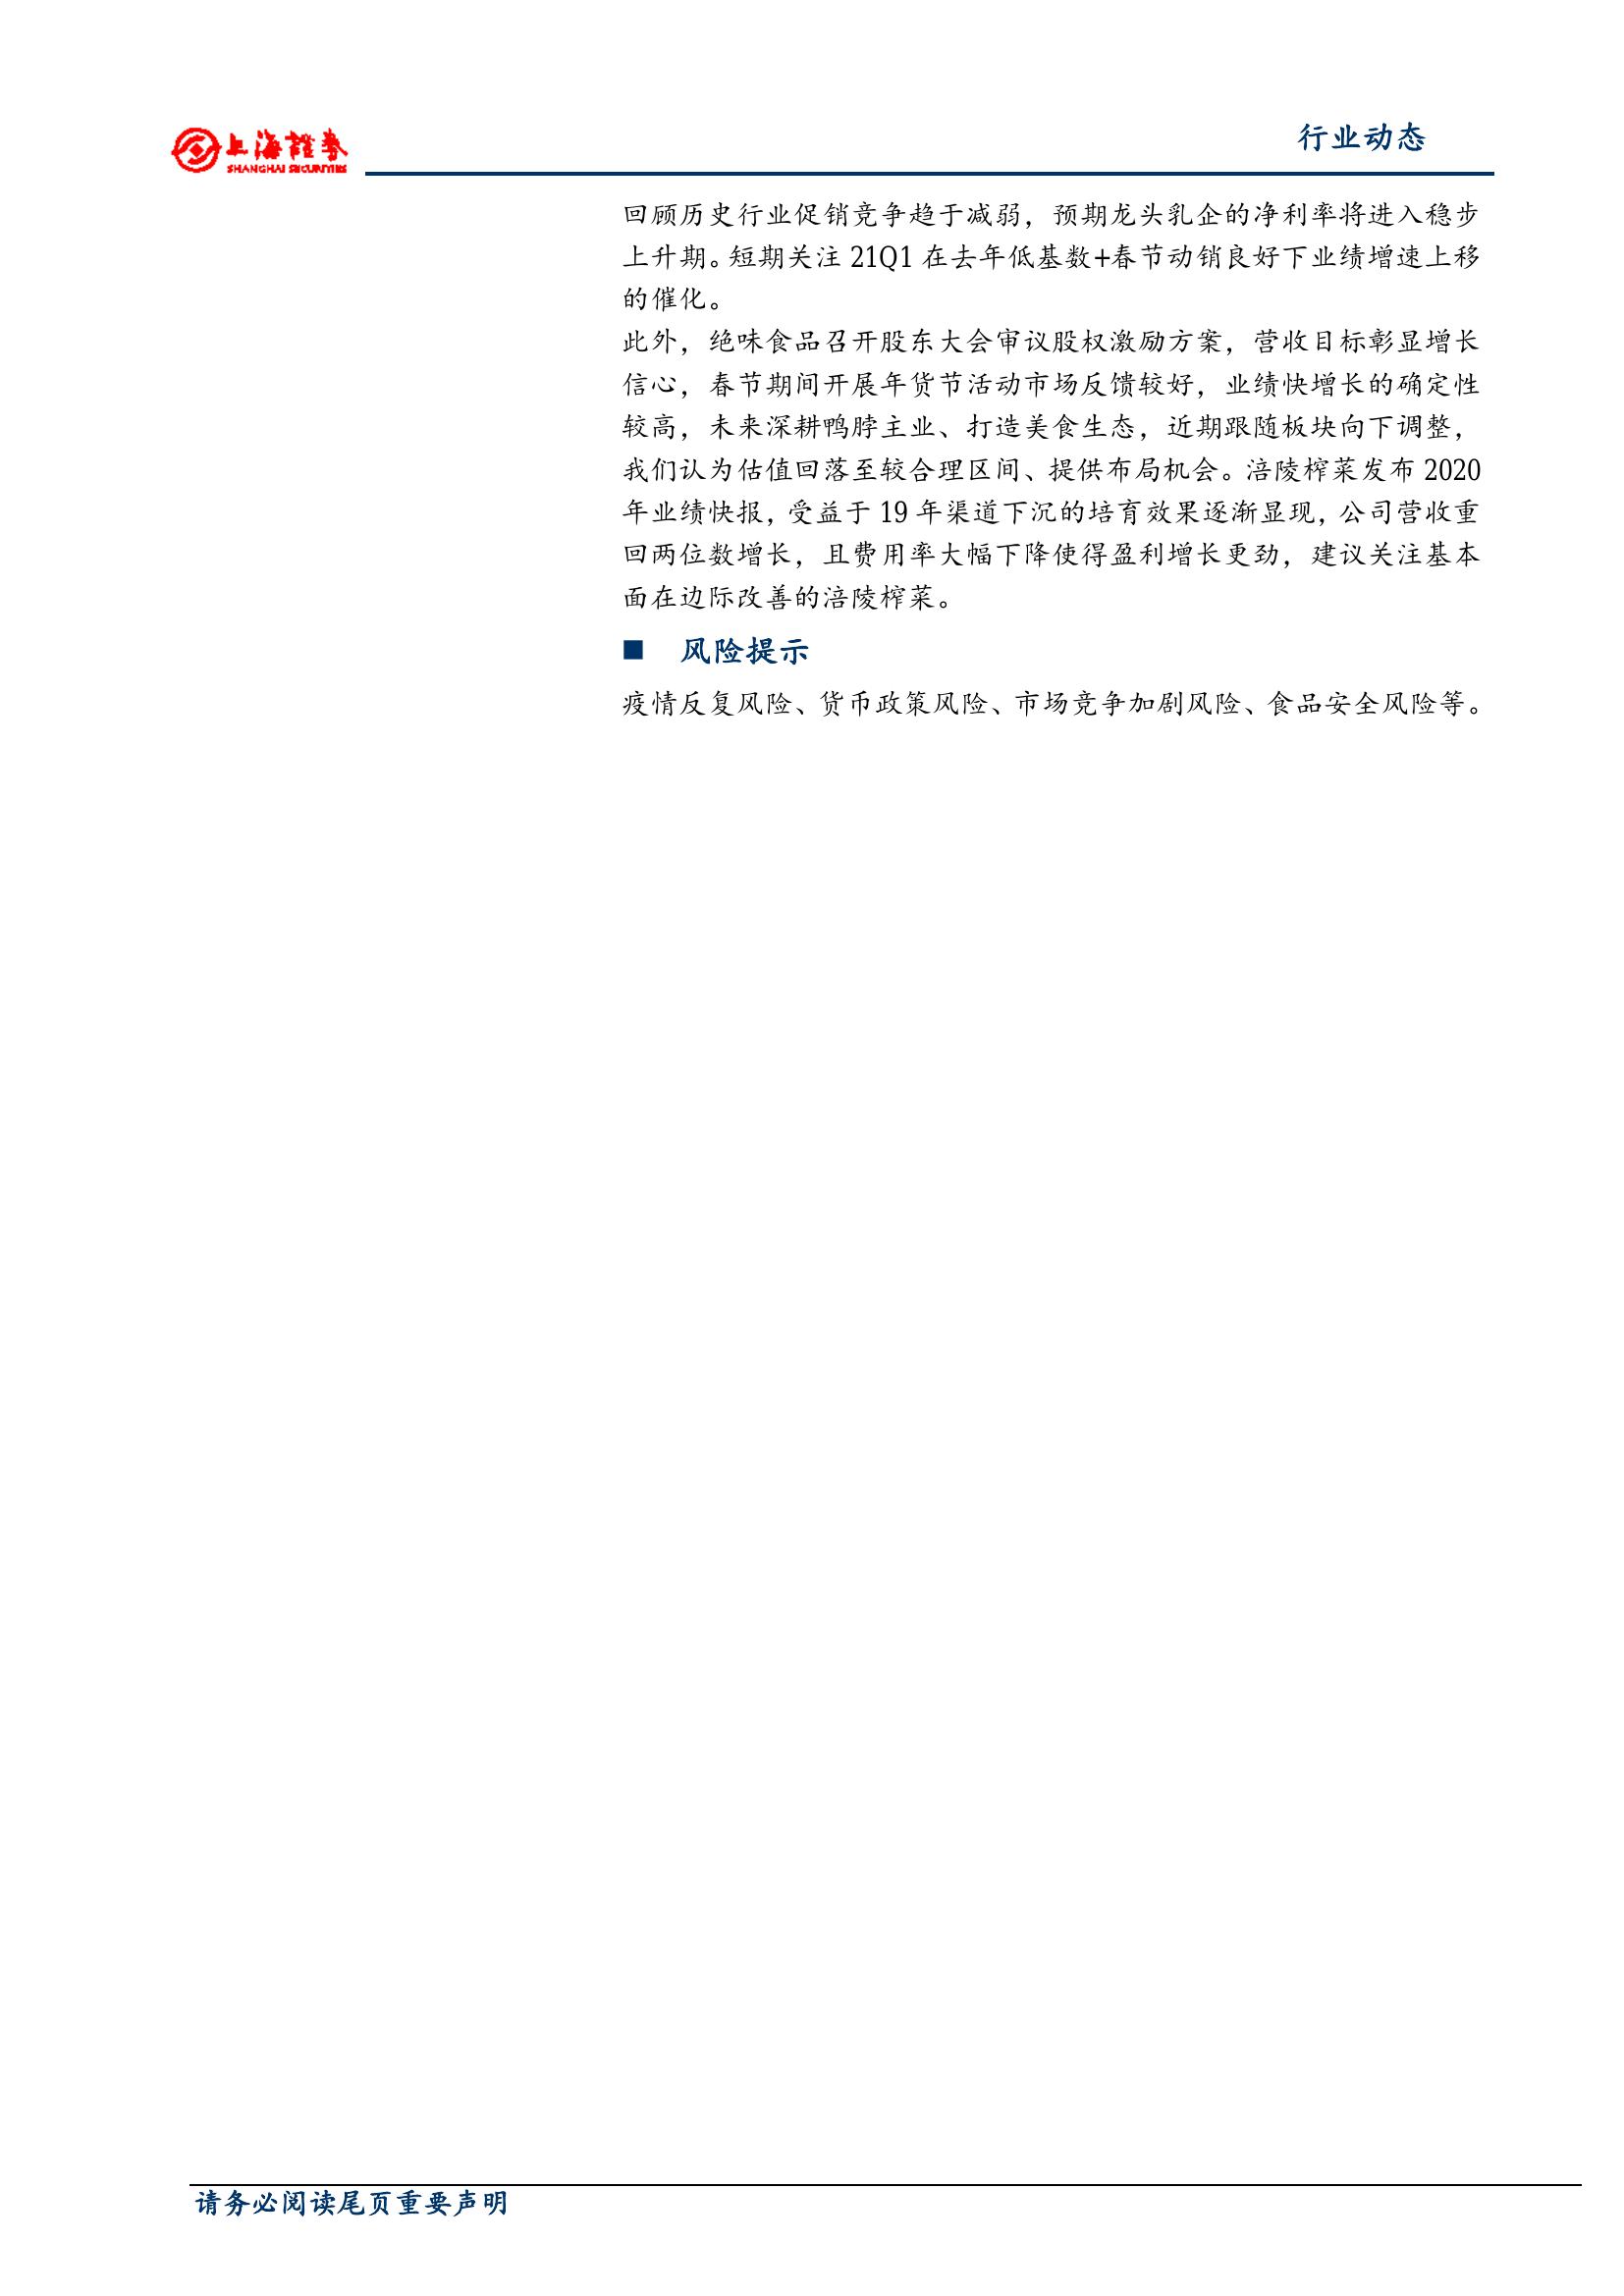 上海證券
SHANGHAI SECURITIES
行业动态
回顾历史行业促销竞争趋于减弱，预期龙头乳企的净利率将进入稳步
上升期。短期关注 21Q1 在去年低基数+春节动销良好下业绩增速上移
的催化。
此外，绝味食品召开股东大会审议股权激励方案，营收目标彰显增长
信心，春节期间开展年货节活动市场反馈较好，业绩快增长的确定性
较高，未来深耕鸭脖主业、打造美食生态，近期跟随板块向下调整，
我们认为估值回落至较合理区间、提供布局机会。涪陵榨菜发布 2020
年业绩快报，受益于 19 年渠道下沉的培育效果逐渐显现，公司营收重
回两位数增长，且费用率大幅下降使得盈利增长更劲，建议关注基本
面在边际改善的涪陵榨菜。
■ 风险提示
疫情反复风险、货币政策风险、市场竞争加剧风险、食品安全风险等。
请务必阅读尾页重要声明